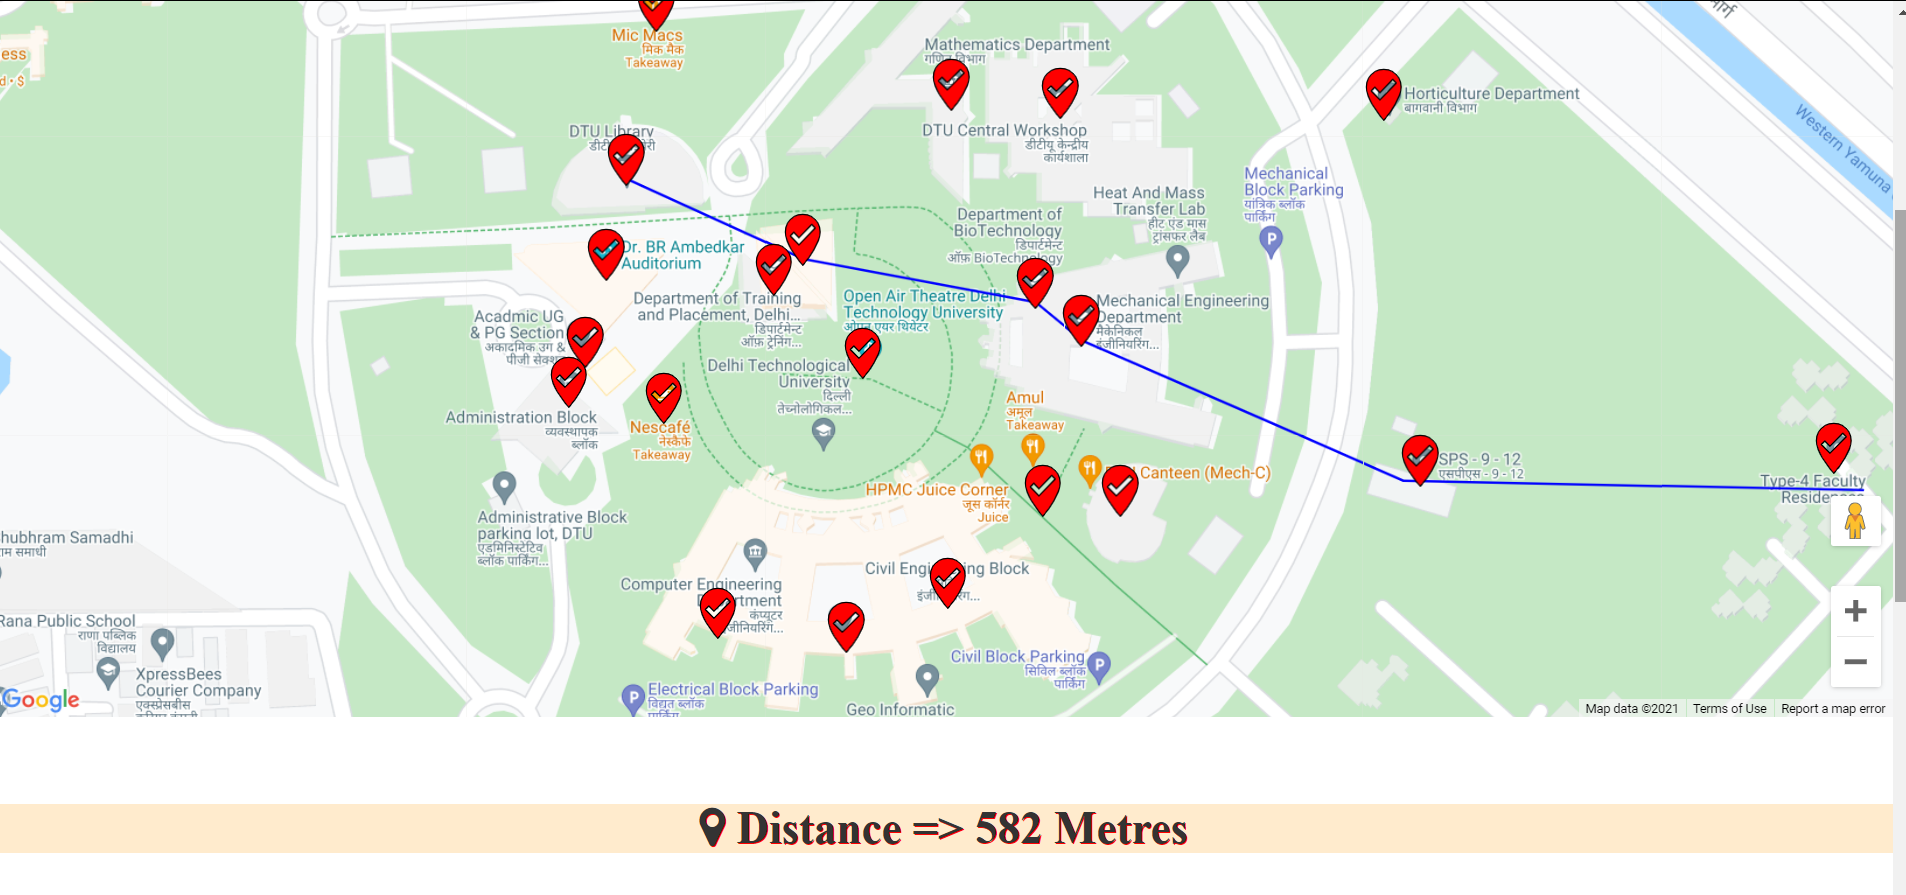 ess
d • $
Mic Macs
मिक मैक
Takeaway
Mathematics Department
गणित विभाग
DTU Central Workshop
डीटीयू केन्द्रीय
कार्यशाला
Horticulture Department
बागवानी विभाग
Western Yamuna
DTU Library
Mechanical
Block Parking
यांत्रिक ब्लॉक
पार्किंग
Heat And Mass
Transfer Lab
हीट एंड मास
ट्रांसफर लैब
Department of
BioTechnology
डिपार्टमेंट
ऑफ़ BioTechnology
Dr. BR Ambedkar
Auditorium
Department of Training
and Placement, Delhi...
डिपार्टमेंट
ऑफ़ ट्रेनिंग...
Open Air Theatre Delhi
Technology University
ओपन एयर थियेटर
Mechanical Engineering
Department
मैकेनिकल
इंजीनियरिंग...
Acadmic UG
& PG Section
अकादमिक उग &
पीजी सेक्शन
Delhi Technological
University
दिल्ली
तेच्नोलोगिकल...
Administration Block
व्यवस्थापक
ब्लॉक
Nescafé
नेस्कैफे
Takeaway
Amul
अमूल
Takeaway
Canteen (Mech-C)
HPMC Juice Corner
जूस कॉर्नर
Juice
SPS - 9 - 12
एसपीएस - 9 - 12
Type-4 Faculty
Residences
Administrative Block
parking lot, DTU
एडमिनिस्टेटिव
ब्लॉक पार्किंग...
hubhram Samadhi
ाम समाधी
Computer Engineering
Department
कंप्यूटर
इंजीनियरिंग...
Civil Engineering Block
इंजीनियरिंग...
Rana Public School
राणा पब्लिक
विद्यालय
XpressBees
Courier Company
एक्स्प्रेसबीस
Civil Block Parking
सिविल ब्लॉक
पार्किंग
Electrical Block Parking
विद्युत ब्लॉक
पार्किंग
Geo Informatic
Google
Map data ©2021
Terms of Use
Report a map error
Distance => 582 Metres